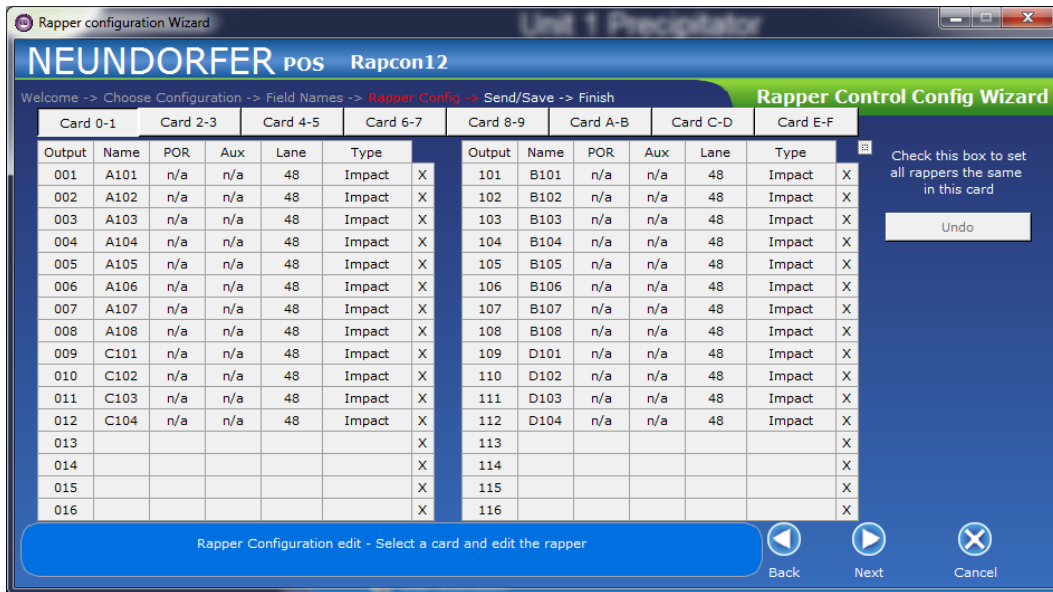 Rapper configuration Wizard
Unit 1 Precipitator
NEUNDORFER POS Rapcon12
Welcome -> Choose Configuration -> Field Names -> Rapper Config -> Send/Save -> Finish
Rapper Control Config Wizard
Card 0-1 Card 2-3 Card 4-5 Card 6-7 Card 8-9 Card A-B Card C-D Card E-F
Output Name POR Aux Lane Type Output Name POR Aux Lane Type
001 A101 n/a n/a 48 Impact X 101 B101 n/a n/a 48 Impact X
002 A102 n/a n/a 48 Impact X 102 B102 n/a n/a 48 Impact X
003 A103 n/a n/a 48 Impact X 103 B103 n/a n/a 48 Impact X
004 A104 n/a n/a 48 Impact X 104 B104 n/a n/a 48 Impact X
005 A105 n/a n/a 48 Impact X 105 B105 n/a n/a 48 Impact X
006 A106 n/a n/a 48 Impact X 106 B106 n/a n/a 48 Impact X
007 A107 n/a n/a 48 Impact X 107 B107 n/a n/a 48 Impact X
008 A108 n/a n/a 48 Impact X 108 B108 n/a n/a 48 Impact X
009 C101 n/a n/a 48 Impact X 109 D101 n/a n/a 48 Impact X
010 C102 n/a n/a 48 Impact X 110 D102 n/a n/a 48 Impact X
011 C103 n/a n/a 48 Impact X 111 D103 n/a n/a 48 Impact X
012 C104 n/a n/a 48 Impact X 112 D104 n/a n/a 48 Impact X
013 X 113 X
014 X 114 X
015 X 115 X
016 X 116 X
Check this box to set
all rappers the same
in this card
Undo
Rapper Configuration edit - Select a card and edit the rapper
Back Next Cancel